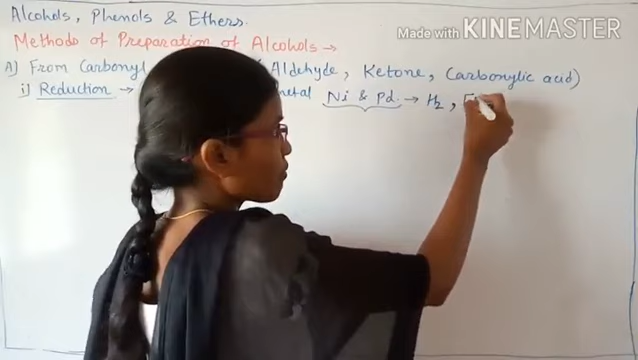 Alcohols, Phenols & Ethers.
Made with KINEMASTER
Methods of Preparation of Alcohols →
A) From Carbonyl Aldehyde, Ketone, Carbonylic acid)
i) Reduction → metal Ni & Pd. → H2,